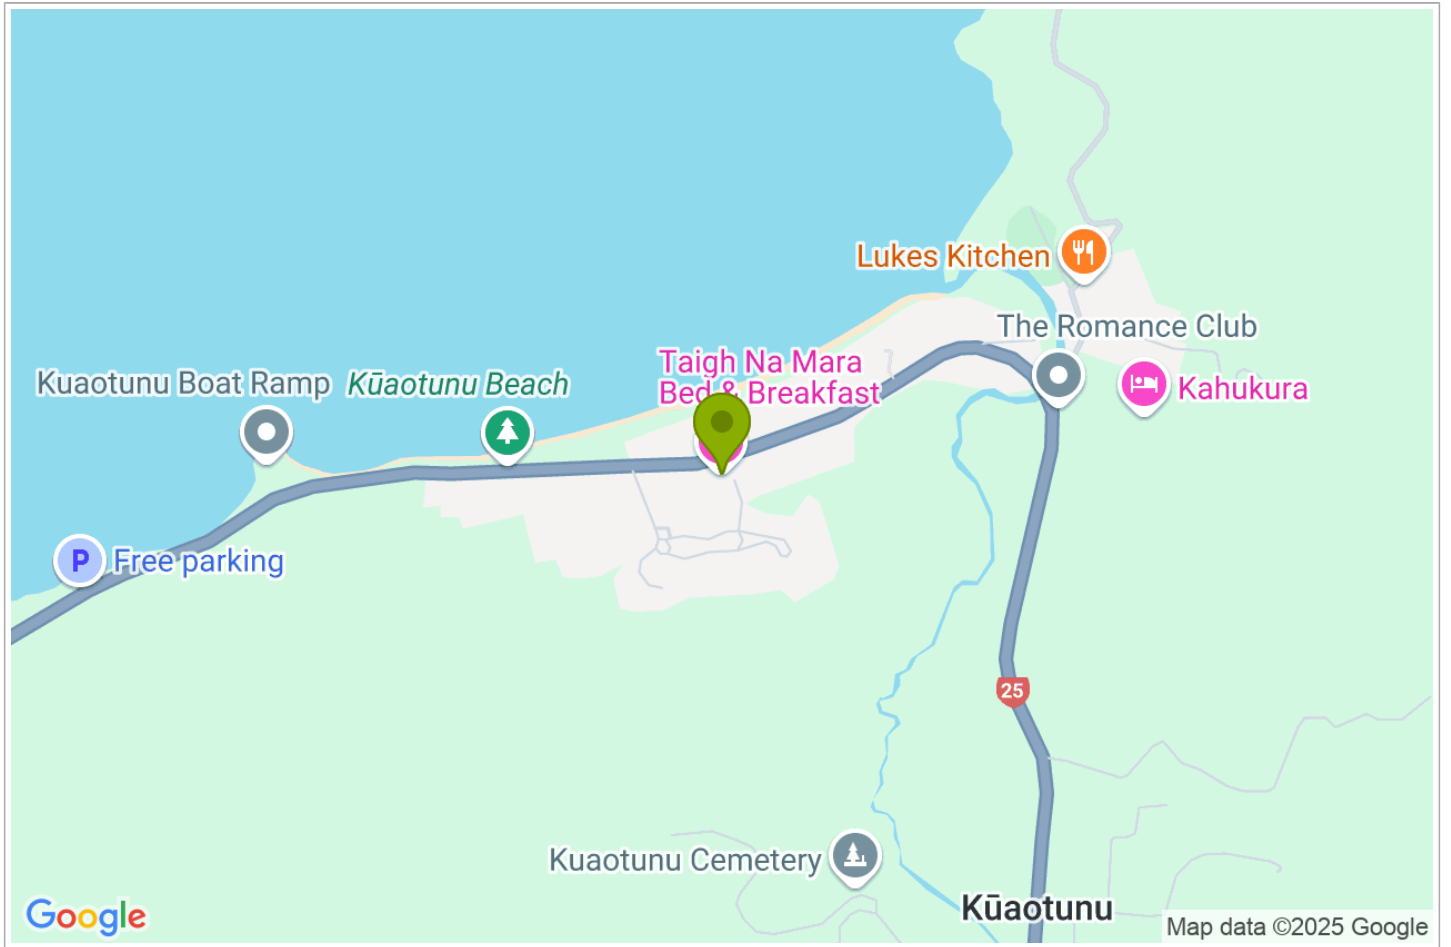 Lukes Kitchen
The Romance Club
Taigh Na Mara
Bed & Breakfast
Kuaotunu Boat Ramp
Kūaotunu Beach
Kahukura
P
Free parking
25
Kuaotunu Cemetery
Kūaotunu
Google
Map data ©2025 Google